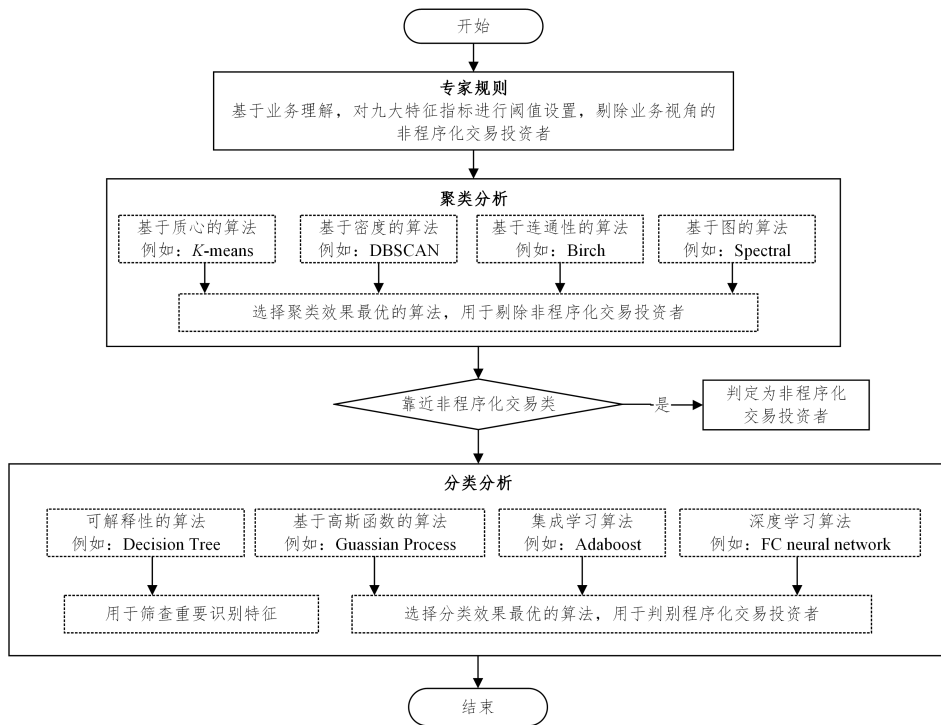 开始
专家规则
基于业务理解，对九大特征指标进行阈值设置，剔除业务视角的
非程序化交易投资者
聚类分析
基于质心的算法
例如：K-means
基于密度的算法
例如：DBSCAN
基于连通性的算法
例如：Birch
基于图的算法
例如：Spectral
选择聚类效果最优的算法，用于剔除非程序化交易投资者
靠近非程序化交易类
是
判定为非程序化
交易投资者
分类分析
可解释性的算法
例如：Decision Tree
基于高斯函数的算法
例如：Guassian Process
集成学习算法
例如：Adaboost
深度学习算法
例如：FC neural network
用于筛查重要识别特征
选择分类效果最优的算法，用于判别程序化交易投资者
结束